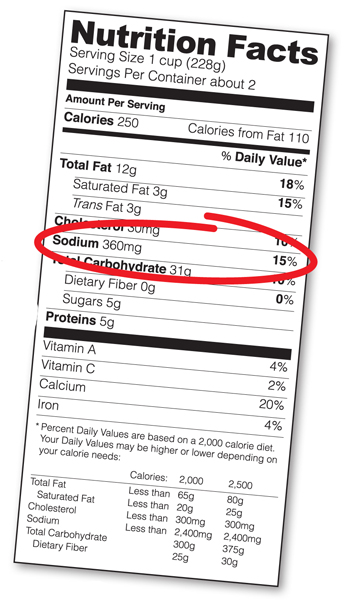 Nutrition Facts
Serving Size 1 cup (228g)
Servings Per Container about 2
Amount Per Serving
Calories 250 Calories from Fat 110
% Daily Value*
Total Fat 12g 18%
Saturated Fat 3g 15%
Trans Fat 3g
Cholesterol 30mg 10%
Sodium 360mg 15%
Total Carbohydrate 31g 10%
Dietary Fiber 0g 0%
Sugars 5g
Proteins 5g
Vitamin A 4%
Vitamin C 2%
Calcium 20%
Iron 4%
* Percent Daily Values are based on a 2,000 calorie diet.
Your Daily Values may be higher or lower depending on
your calorie needs:
Calories: 2,000 2,500
Total Fat Less than 65g 80g
Saturated Fat Less than 20g 25g
Cholesterol Less than 300mg 300mg
Sodium Less than 2,400mg 2,400mg
Total Carbohydrate 300g 375g
Dietary Fiber 25g 30g